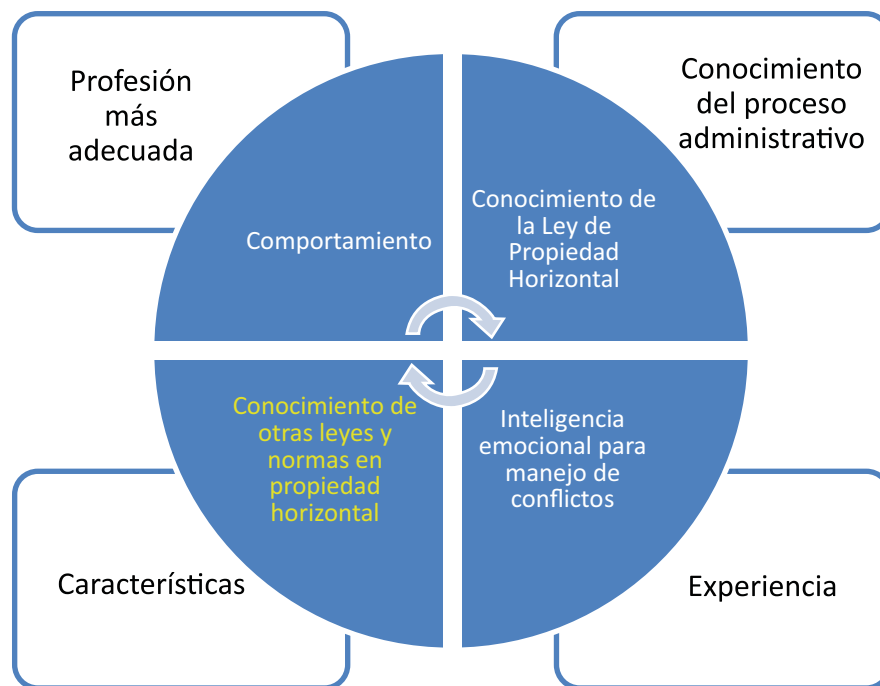 Profesión
más
adecuada
Conocimiento
del proceso
administrativo
Comportamiento
Conocimiento de
la Ley de
Propiedad
Horizontal
Conocimiento de
otras leyes y
normas en
propiedad
horizontal
Inteligencia
emocional para
manejo de
conflictos
Características
Experiencia